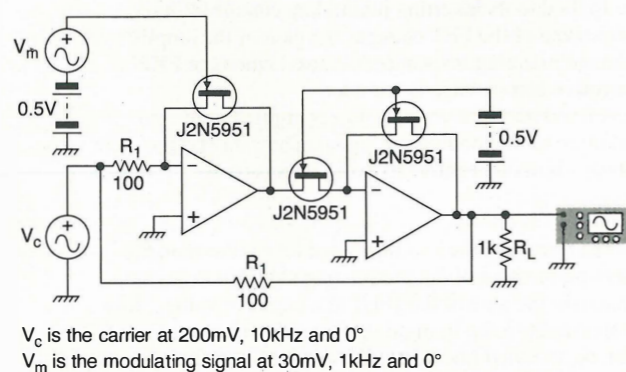 Vm
0.5V
J2N5951
R1
100
J2N5951
J2N5951
0.5V
Vc
R1
100
1k RL
Vc is the carrier at 200mV, 10kHz and 0°
Vm is the modulating signal at 30mV, 1kHz and 0°